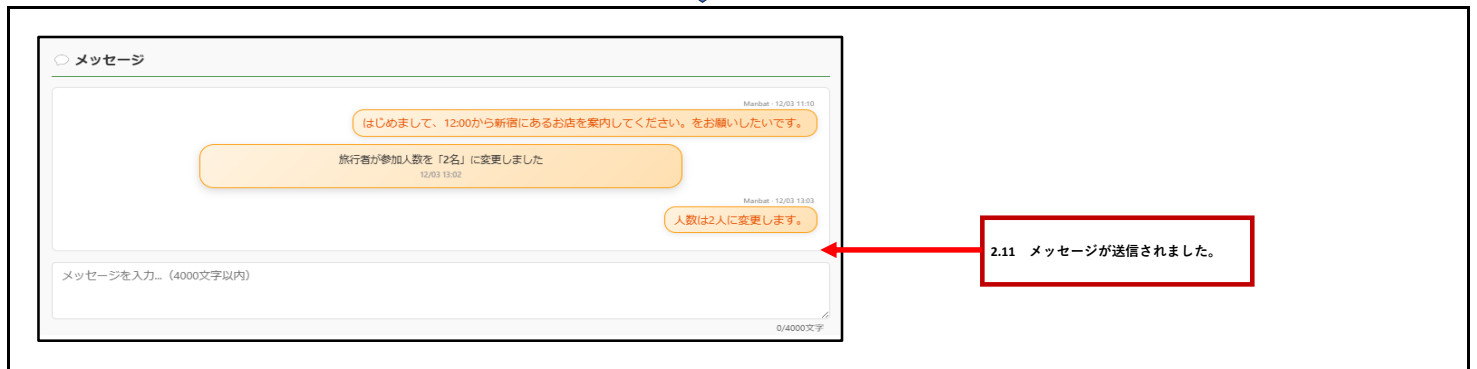 メッセージ
Manbat · 12/03 11:10
はじめまして、12:00から新宿にあるお店を案内してください。をお願いしたいです。
旅行者が参加人数を「2名」に変更しました
12/03 13:02
Manbat · 12/03 13:03
人数は2人に変更します。
2.11 メッセージが送信されました。
メッセージを入力... (4000文字以内)
0/4000文字